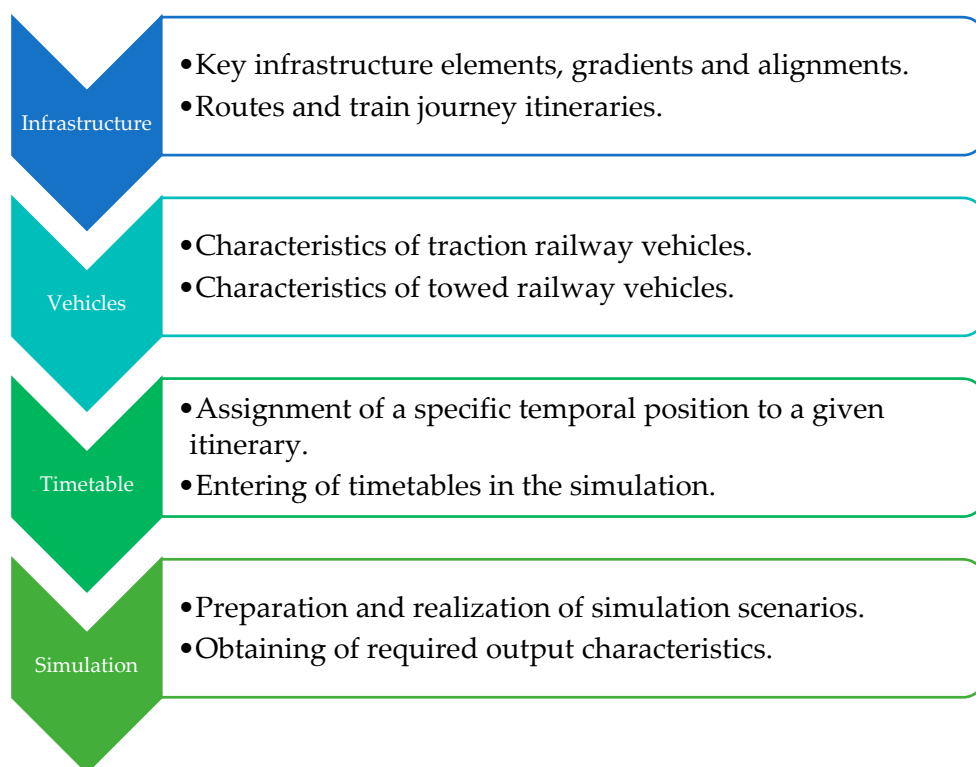 Infrastructure
•Key infrastructure elements, gradients and alignments.
•Routes and train journey itineraries.
Vehicles
•Characteristics of traction railway vehicles.
•Characteristics of towed railway vehicles.
Timetable
•Assignment of a specific temporal position to a given
itinerary.
•Entering of timetables in the simulation.
Simulation
•Preparation and realization of simulation scenarios.
•Obtaining of required output characteristics.